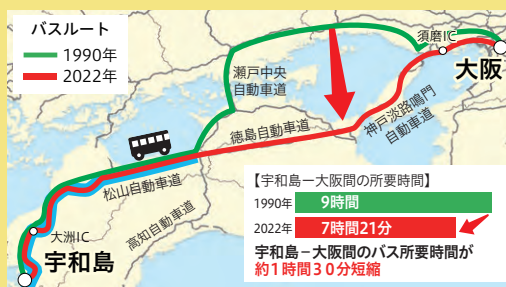 バスルート
1990年
2022年
須磨IC
大阪
瀬戸中央
自動車道
神戸淡路鳴門
自動車道
徳島自動車道
松山自動車道
高知自動車道
大洲IC
宇和島
【宇和島－大阪間の所要時間】
1990年 9時間
2022年 7時間21分
宇和島－大阪間のバス所要時間が
約1時間30分短縮